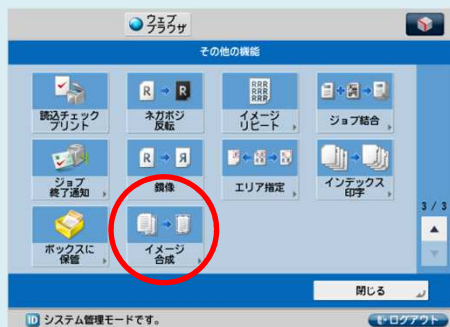 ウェブ
ブラウザ
その他の機能
読込チェック
プリント
ネガポジ
反転
イメージ
リピート
ジョブ結合
ジョブ
終了通知
鏡像
エリア指定
インデックス
印字
3 / 3
ボックスに
保管
イメージ
合成
閉じる
ID システム管理モードです。
ログアウト